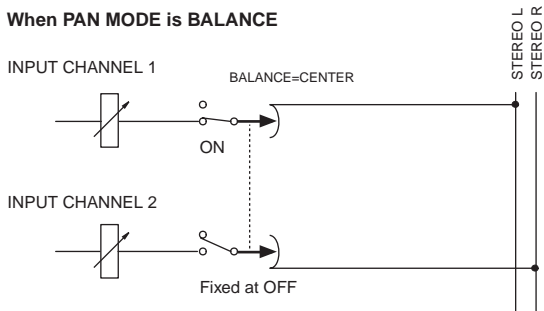 When PAN MODE is BALANCE
STEREO L
STEREO R
INPUT CHANNEL 1
BALANCE=CENTER
ON
INPUT CHANNEL 2
Fixed at OFF